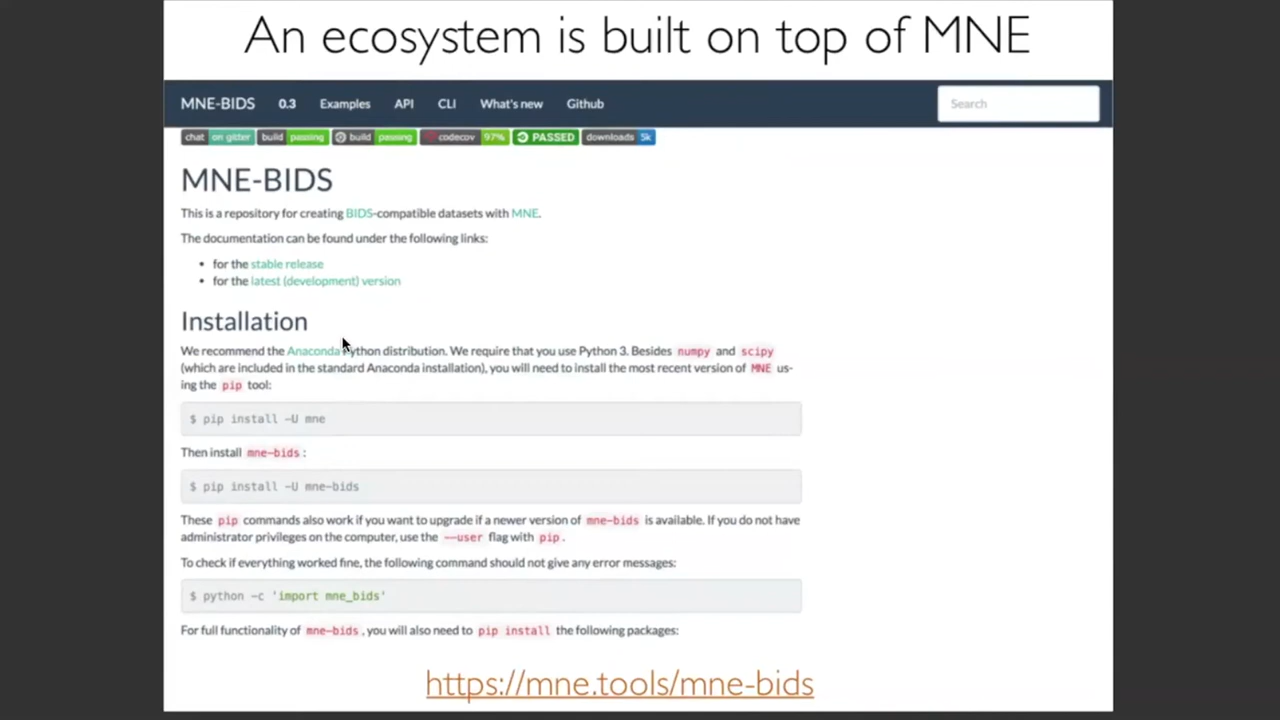 An ecosystem is built on top of MNE
MNE-BIDS 0.3 Examples API CLI What's new Github Search
chat on gitter build passing build passing codecov 97% PASSED downloads 5k
MNE-BIDS
This is a repository for creating BIDS-compatible datasets with MNE.
The documentation can be found under the following links:
• for the stable release
• for the latest (development) version
Installation
We recommend the Anaconda Python distribution. We require that you use Python 3. Besides numpy and scipy
(which are included in the standard Anaconda installation), you will need to install the most recent version of MNE us-
ing the pip tool:
$ pip install -U mne
Then install mne-bids :
$ pip install -U mne-bids
These pip commands also work if you want to upgrade if a newer version of mne-bids is available. If you do not have
administrator privileges on the computer, use the --user flag with pip .
To check if everything worked fine, the following command should not give any error messages:
$ python -c 'import mne_bids'
For full functionality of mne-bids , you will also need to pip install the following packages:
https://mne.tools/mne-bids